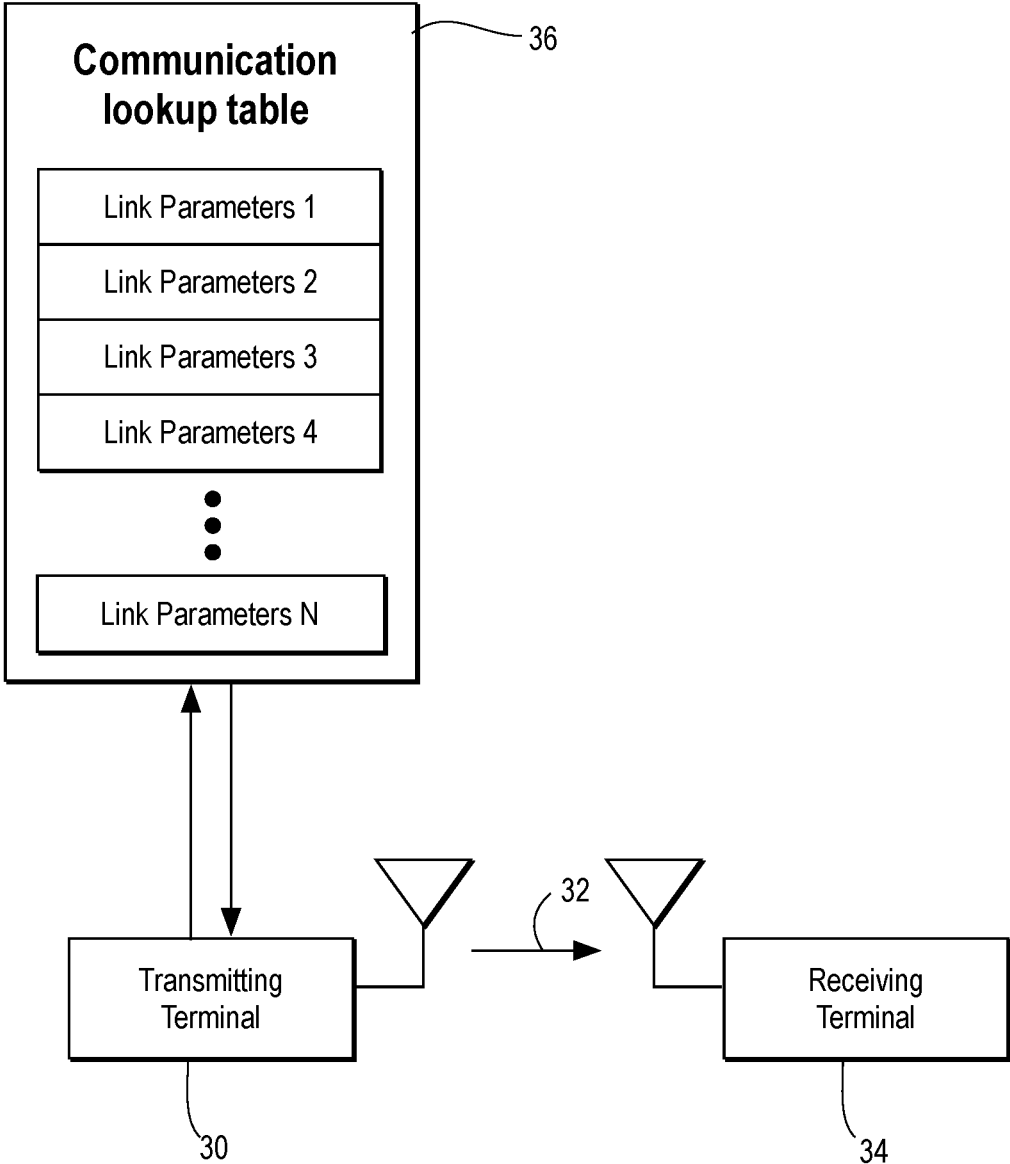 Communication
lookup table
36
Link Parameters 1
Link Parameters 2
Link Parameters 3
Link Parameters 4
Link Parameters N
32
Transmitting
Terminal
Receiving
Terminal
30
34